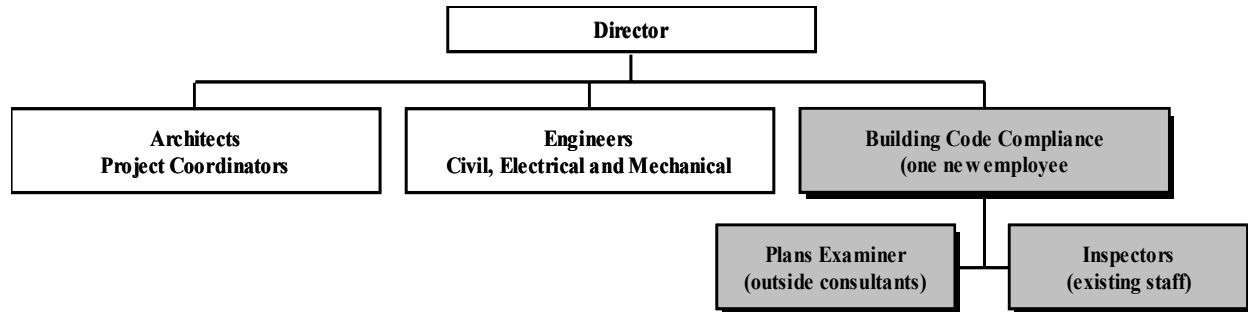 Director
Architects
Project Coordinators
Engineers
Civil, Electrical and Mechanical
Building Code Compliance
(one new employee
Plans Examiner
(outside consultants)
Inspectors
(existing staff)